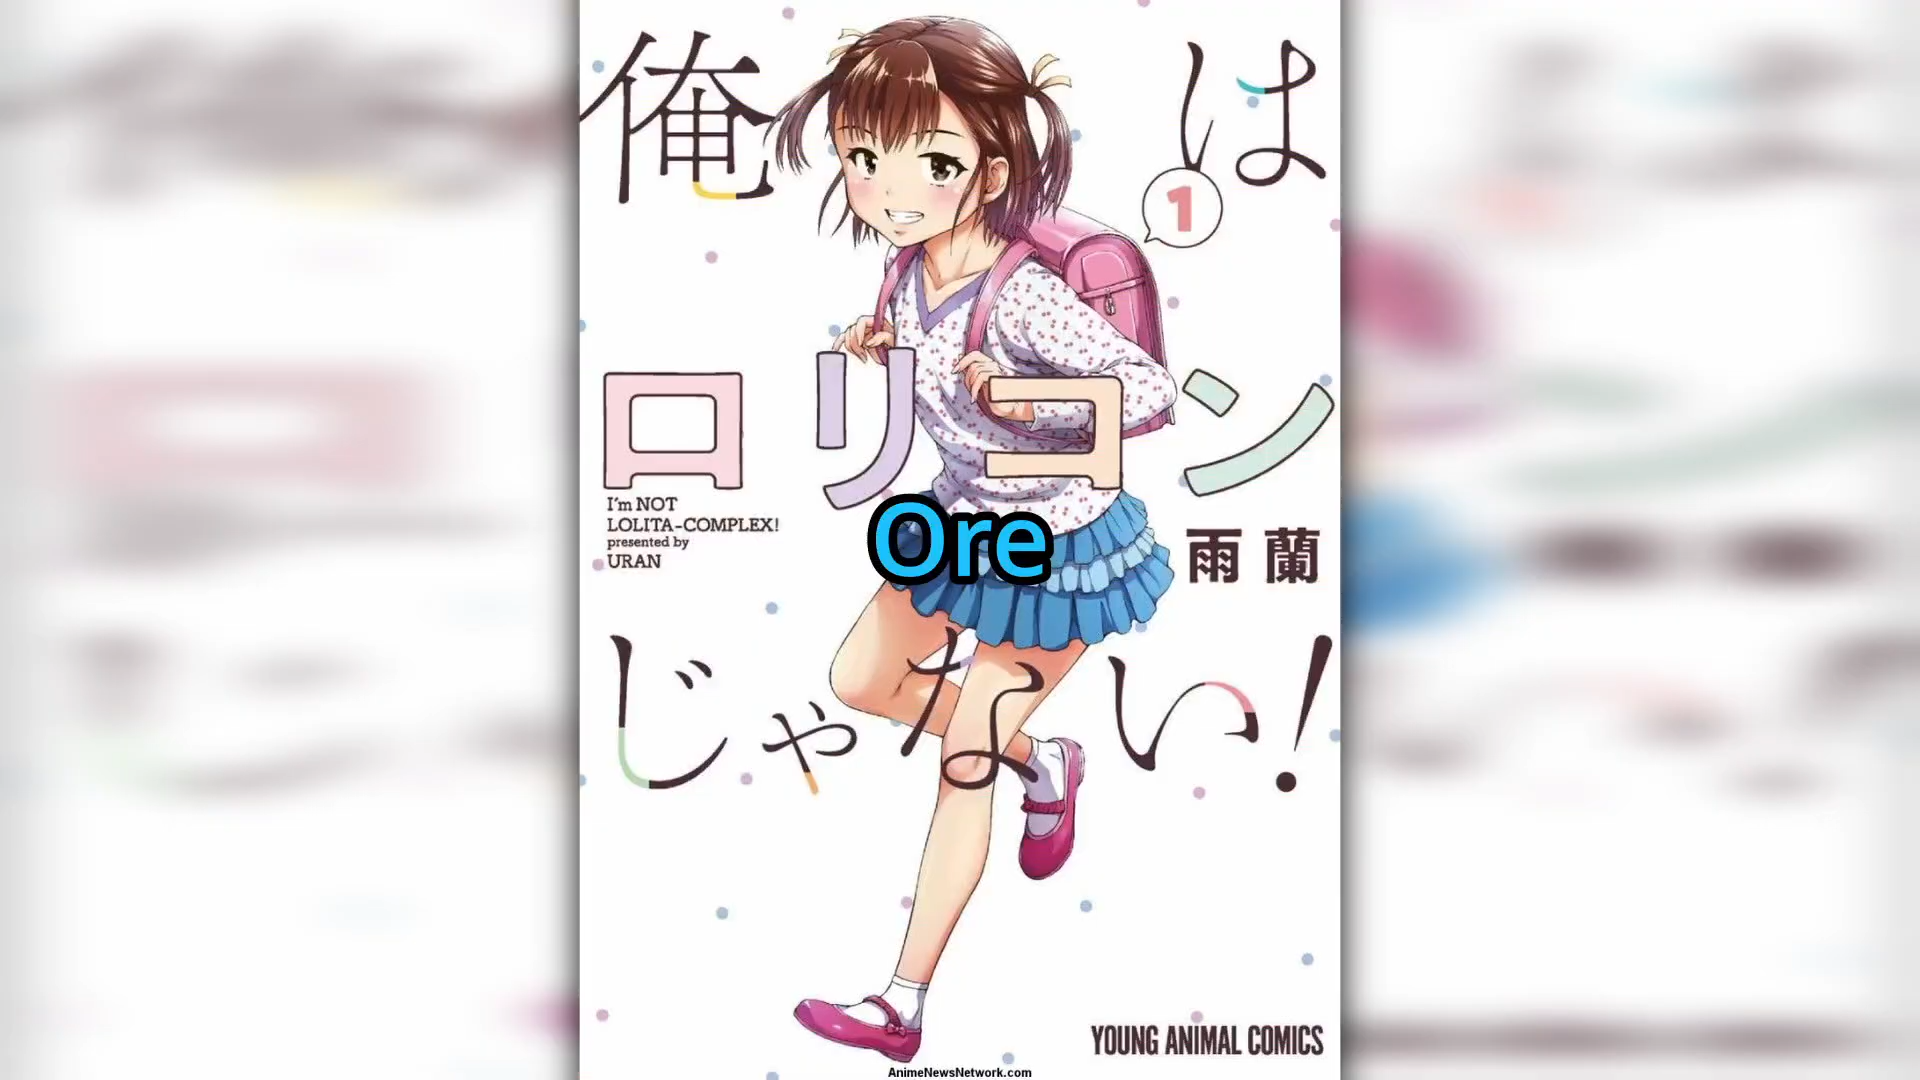 俺は
1
ロリコン
I'm NOT
LOLITA-COMPLEX!
presented by
URAN
Ore
雨蘭
じゃない!
YOUNG ANIMAL COMICS
AnimeNewsNetwork.com